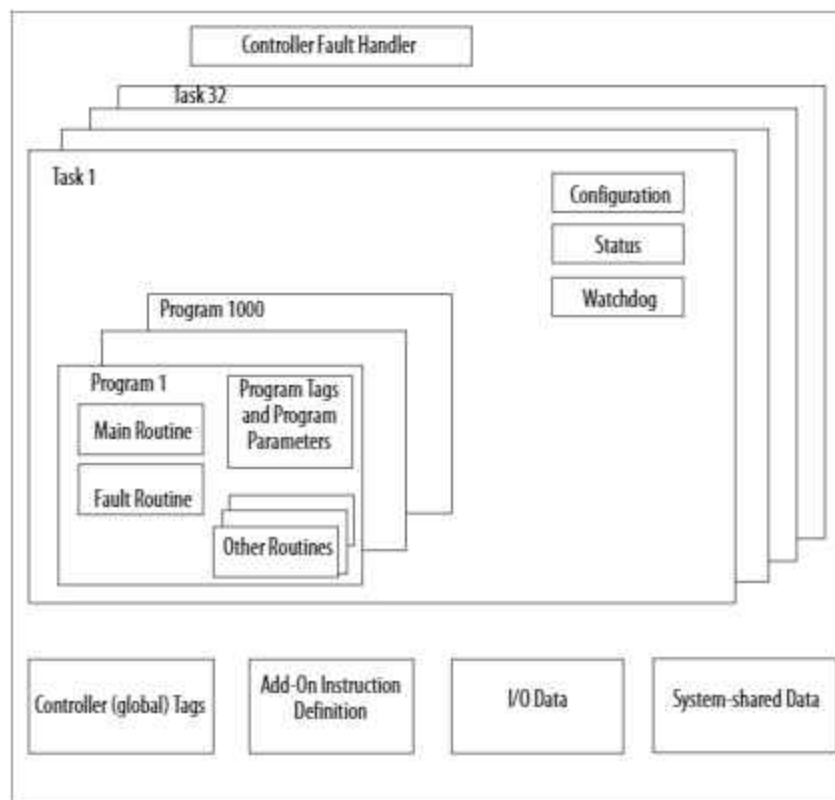 Controller Fault Handler
Task 32
Task 1
Configuration
Status
Watchdog
Program 1000
Program 1
Main Routine
Fault Routine
Program Tags
and Program
Parameters
Other Routines
Controller (global) Tags
Add-On Instruction
Definition
I/O Data
System-shared Data